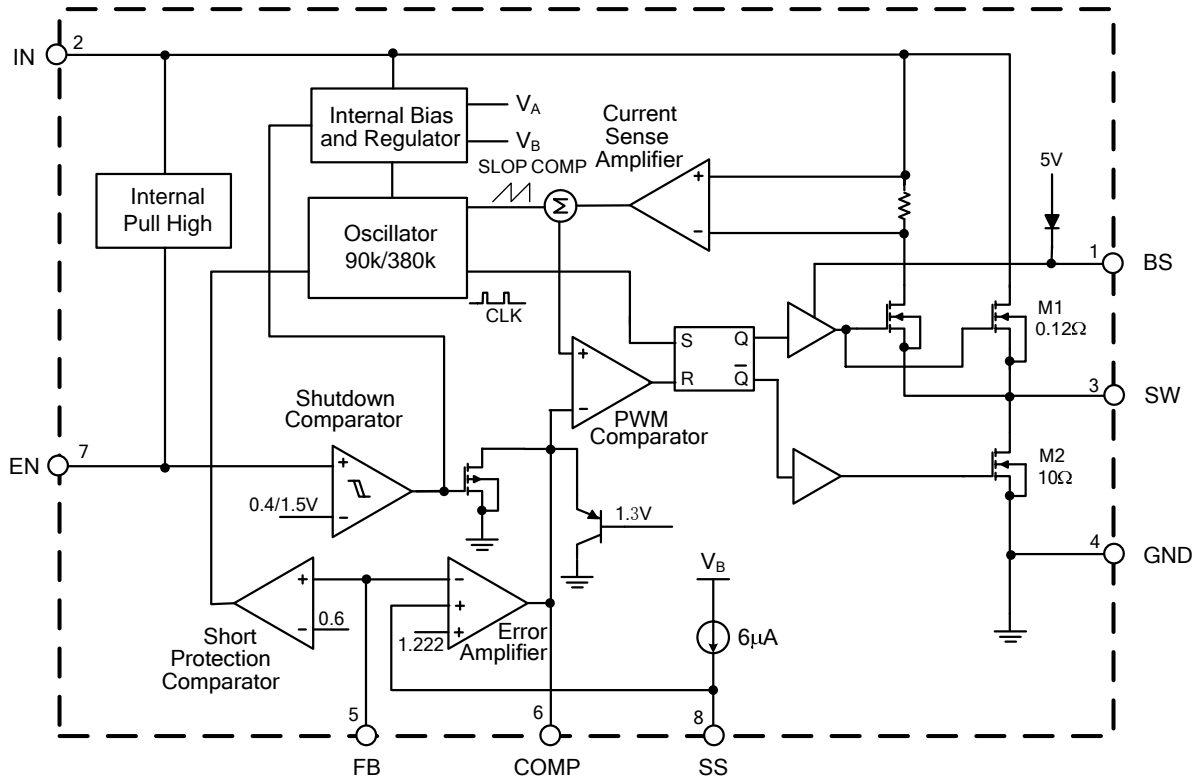 2
IN
Internal Bias
and Regulator
V_A
V_B
Current
Sense
Amplifier
SLOP COMP
+
−
5V
Internal
Pull High
Oscillator
90k/380k
Σ
1
BS
CLK
M1
0.12Ω
+
−
PWM
Comparator
S
R
Q
Q̅
3
SW
Shutdown
Comparator
7
EN
+
−
0.4/1.5V
M2
10Ω
1.3V
4
GND
+
−
0.6
Short
Protection
Comparator
−
+
+
1.222
Error
Amplifier
V_B
6μA
5
FB
6
COMP
8
SS